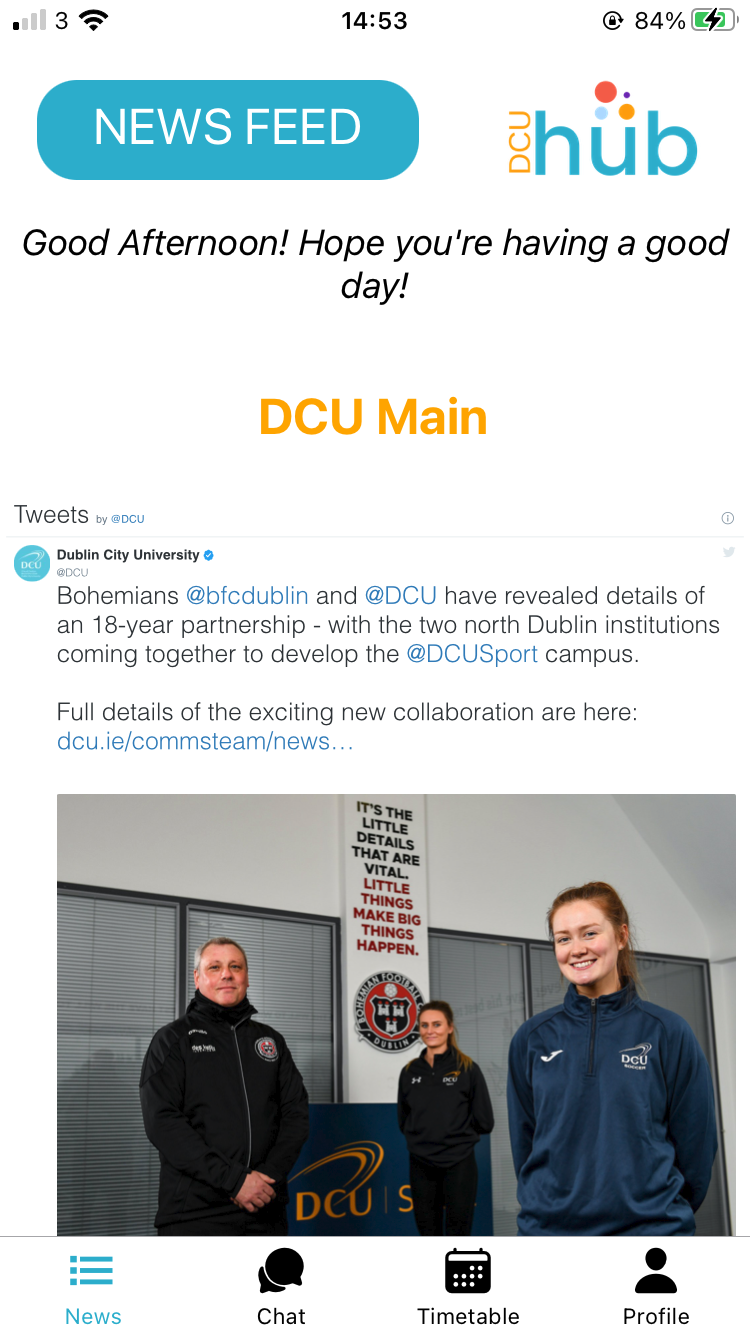 3 14:53 84%
NEWS FEED
DCU hub
Good Afternoon! Hope you're having a good
day!
DCU Main
Tweets by @DCU
Dublin City University
@DCU
Bohemians @bfcdublin and @DCU have revealed details of
an 18-year partnership - with the two north Dublin institutions
coming together to develop the @DCUSport campus.
Full details of the exciting new collaboration are here:
dcu.ie/commsteam/news…
IT'S THE
LITTLE
DETAILS
THAT ARE
VITAL.
LITTLE
THINGS
MAKE BIG
THINGS
HAPPEN.
BOHEMIAN FOOTBALL
DUBLIN
DCU
SOCCER
DCU
DCU | S
News Chat Timetable Profile